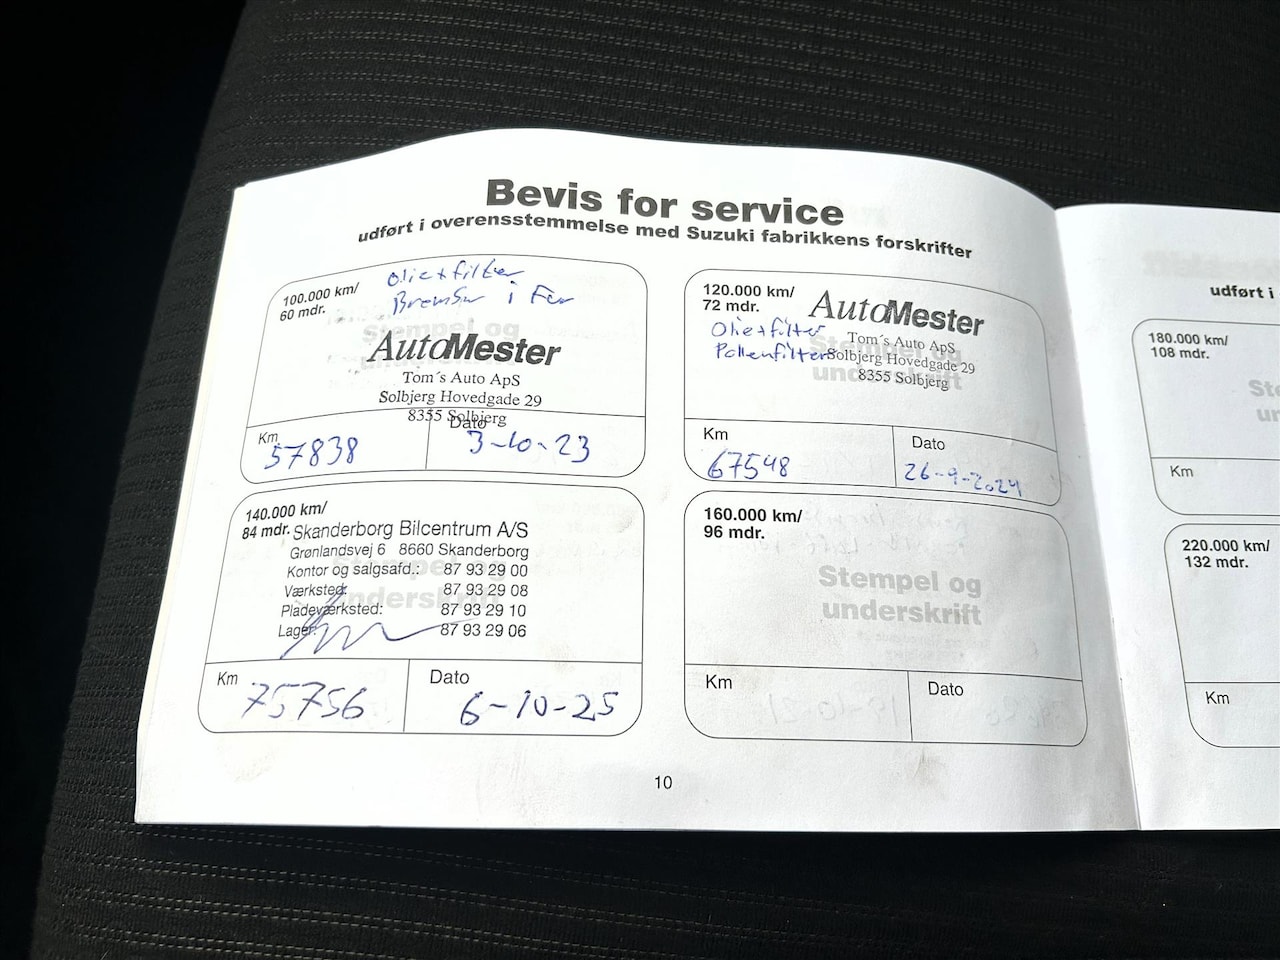 Bevis for service
udført i overensstemmelse med Suzuki fabrikkens forskrifter
100.000 km/
60 mdr.
Olie+filter
Bremser i Fer
Stempel og
AutoMester
Tom´s Auto ApS
Solbjerg Hovedgade 29
8355 Solbjerg
Km
57838
Dato
3-10-23
120.000 km/
72 mdr.
Olie+filter
Pollenfilter
AutoMester
Tom´s Auto ApS
Solbjerg Hovedgade 29
8355 Solbjerg
underskrift
Km
67548
Dato
26-9-2024
140.000 km/
84 mdr.
Skanderborg Bilcentrum A/S
Grønlandsvej 6 8660 Skanderborg
Kontor og salgsafd.: 87 93 29 00
Værksted: 87 93 29 08
Pladeværksted: 87 93 29 10
Lager: 87 93 29 06
Km
75756
Dato
6-10-25
160.000 km/
96 mdr.
Stempel og
underskrift
Km
Dato
10
udført i
180.000 km/
108 mdr.
Km
220.000 km/
132 mdr.
Km